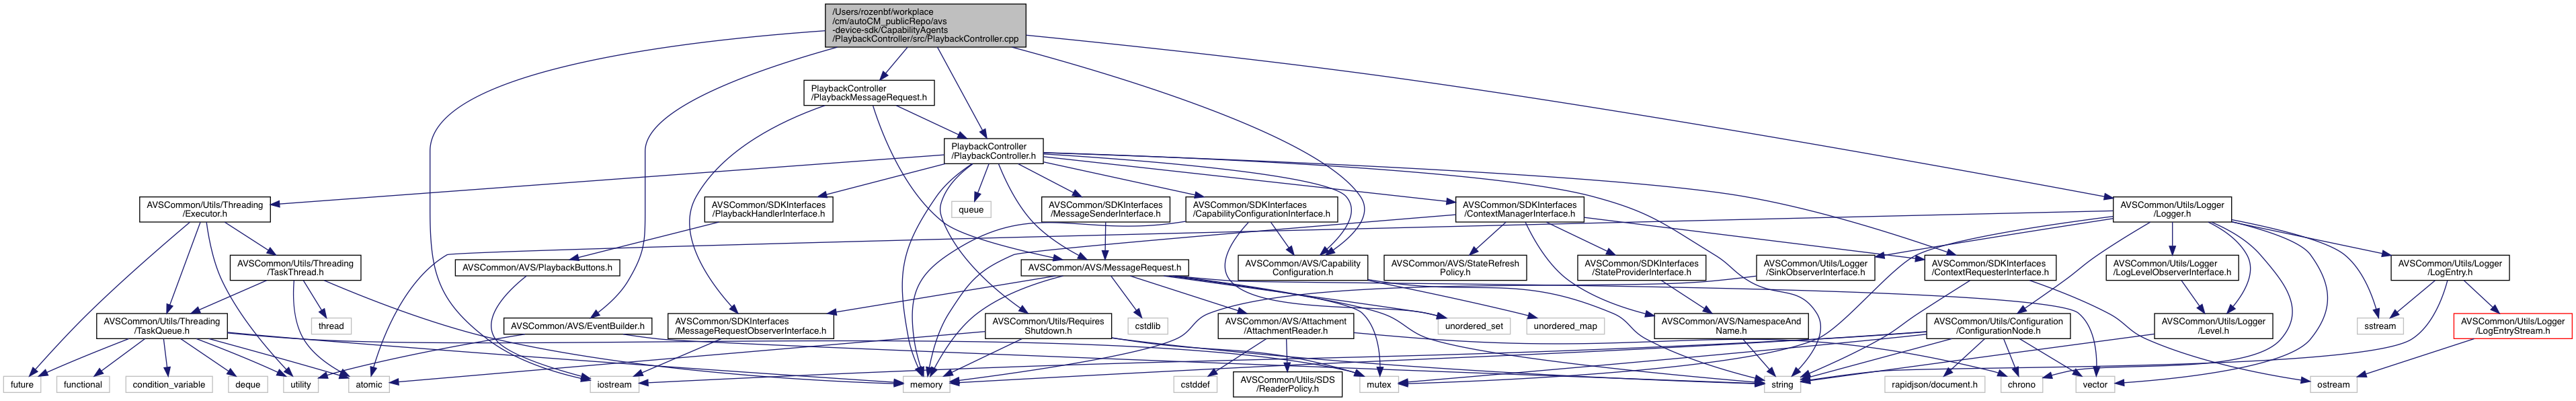 /Users/rozenbf/workplace
/cm/autoCM_publicRepo/avs
-device-sdk/CapabilityAgents
/PlaybackController/src/PlaybackController.cpp
PlaybackController
/PlaybackMessageRequest.h
PlaybackController
/PlaybackController.h
AVSCommon/Utils/Threading
/Executor.h
AVSCommon/SDKInterfaces
/PlaybackHandlerInterface.h
queue
AVSCommon/SDKInterfaces
/MessageSenderInterface.h
AVSCommon/SDKInterfaces
/CapabilityConfigurationInterface.h
AVSCommon/SDKInterfaces
/ContextManagerInterface.h
AVSCommon/Utils/Logger
/Logger.h
AVSCommon/Utils/Threading
/TaskThread.h
AVSCommon/AVS/PlaybackButtons.h
AVSCommon/AVS/MessageRequest.h
AVSCommon/AVS/Capability
Configuration.h
AVSCommon/AVS/StateRefresh
Policy.h
AVSCommon/SDKInterfaces
/StateProviderInterface.h
AVSCommon/Utils/Logger
/SinkObserverInterface.h
AVSCommon/SDKInterfaces
/ContextRequesterInterface.h
AVSCommon/Utils/Logger
/LogLevelObserverInterface.h
AVSCommon/Utils/Logger
/LogEntry.h
AVSCommon/Utils/Threading
/TaskQueue.h
thread
AVSCommon/AVS/EventBuilder.h
AVSCommon/SDKInterfaces
/MessageRequestObserverInterface.h
AVSCommon/Utils/Requires
Shutdown.h
cstdlib
AVSCommon/AVS/Attachment
/AttachmentReader.h
unordered_set
unordered_map
AVSCommon/AVS/NamespaceAnd
Name.h
AVSCommon/Utils/Configuration
/ConfigurationNode.h
AVSCommon/Utils/Logger
/Level.h
sstream
AVSCommon/Utils/Logger
/LogEntryStream.h
future
functional
condition_variable
deque
utility
atomic
iostream
memory
cstddef
AVSCommon/Utils/SDS
/ReaderPolicy.h
mutex
string
rapidjson/document.h
chrono
vector
ostream